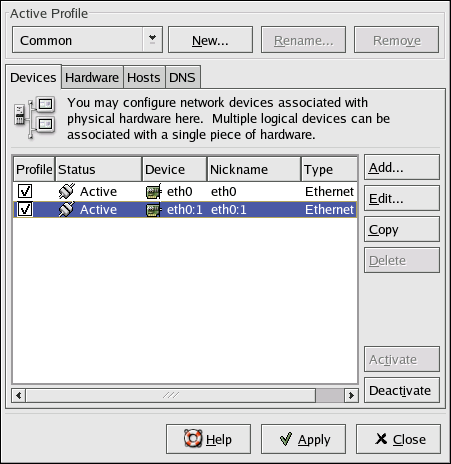 Active Profile
Common New... Rename... Remove
Devices Hardware Hosts DNS
You may configure network devices associated with
physical hardware here. Multiple logical devices can be
associated with a single piece of hardware.
Profile Status Device Nickname Type
Active eth0 eth0 Ethernet
Active eth0:1 eth0:1 Ethernet
Add...
Edit...
Copy
Delete
Activate
Deactivate
Help Apply Close